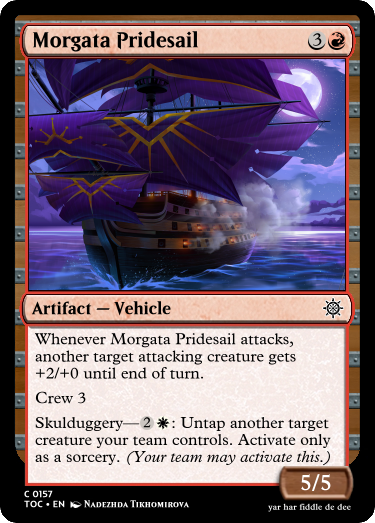 Morgata Pridesail 3
Artifact — Vehicle
Whenever Morgata Pridesail attacks,
another target attacking creature gets
+2/+0 until end of turn.
Crew 3
Skulduggery—2: Untap another target
creature your team controls. Activate only
as a sorcery. (Your team may activate this.)
5/5
C 0157
TOC • EN Nadezhda Tikhomirova
yar har fiddle de dee